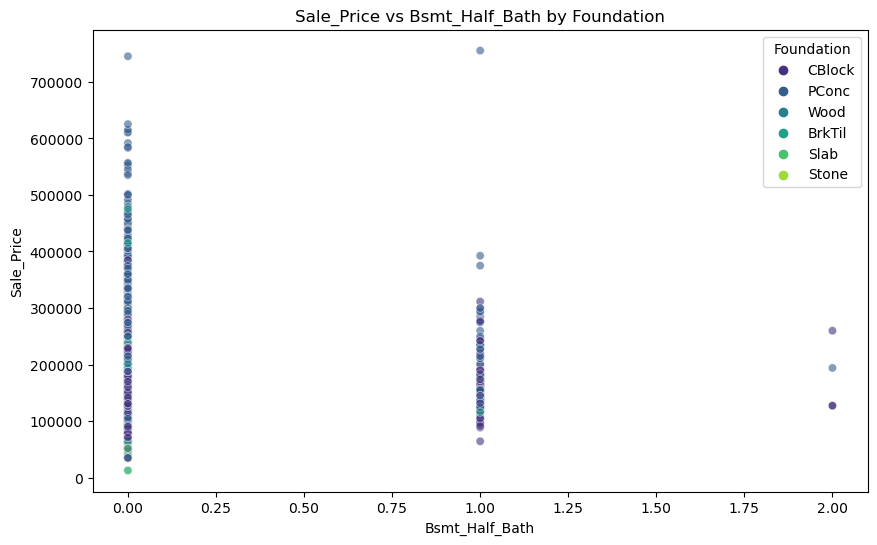 Sale_Price vs Bsmt_Half_Bath by Foundation
Foundation
CBlock
PConc
Wood
BrkTil
Slab
Stone
Sale_Price
700000
600000
500000
400000
300000
200000
100000
0
0.00 0.25 0.50 0.75 1.00 1.25 1.50 1.75 2.00
Bsmt_Half_Bath